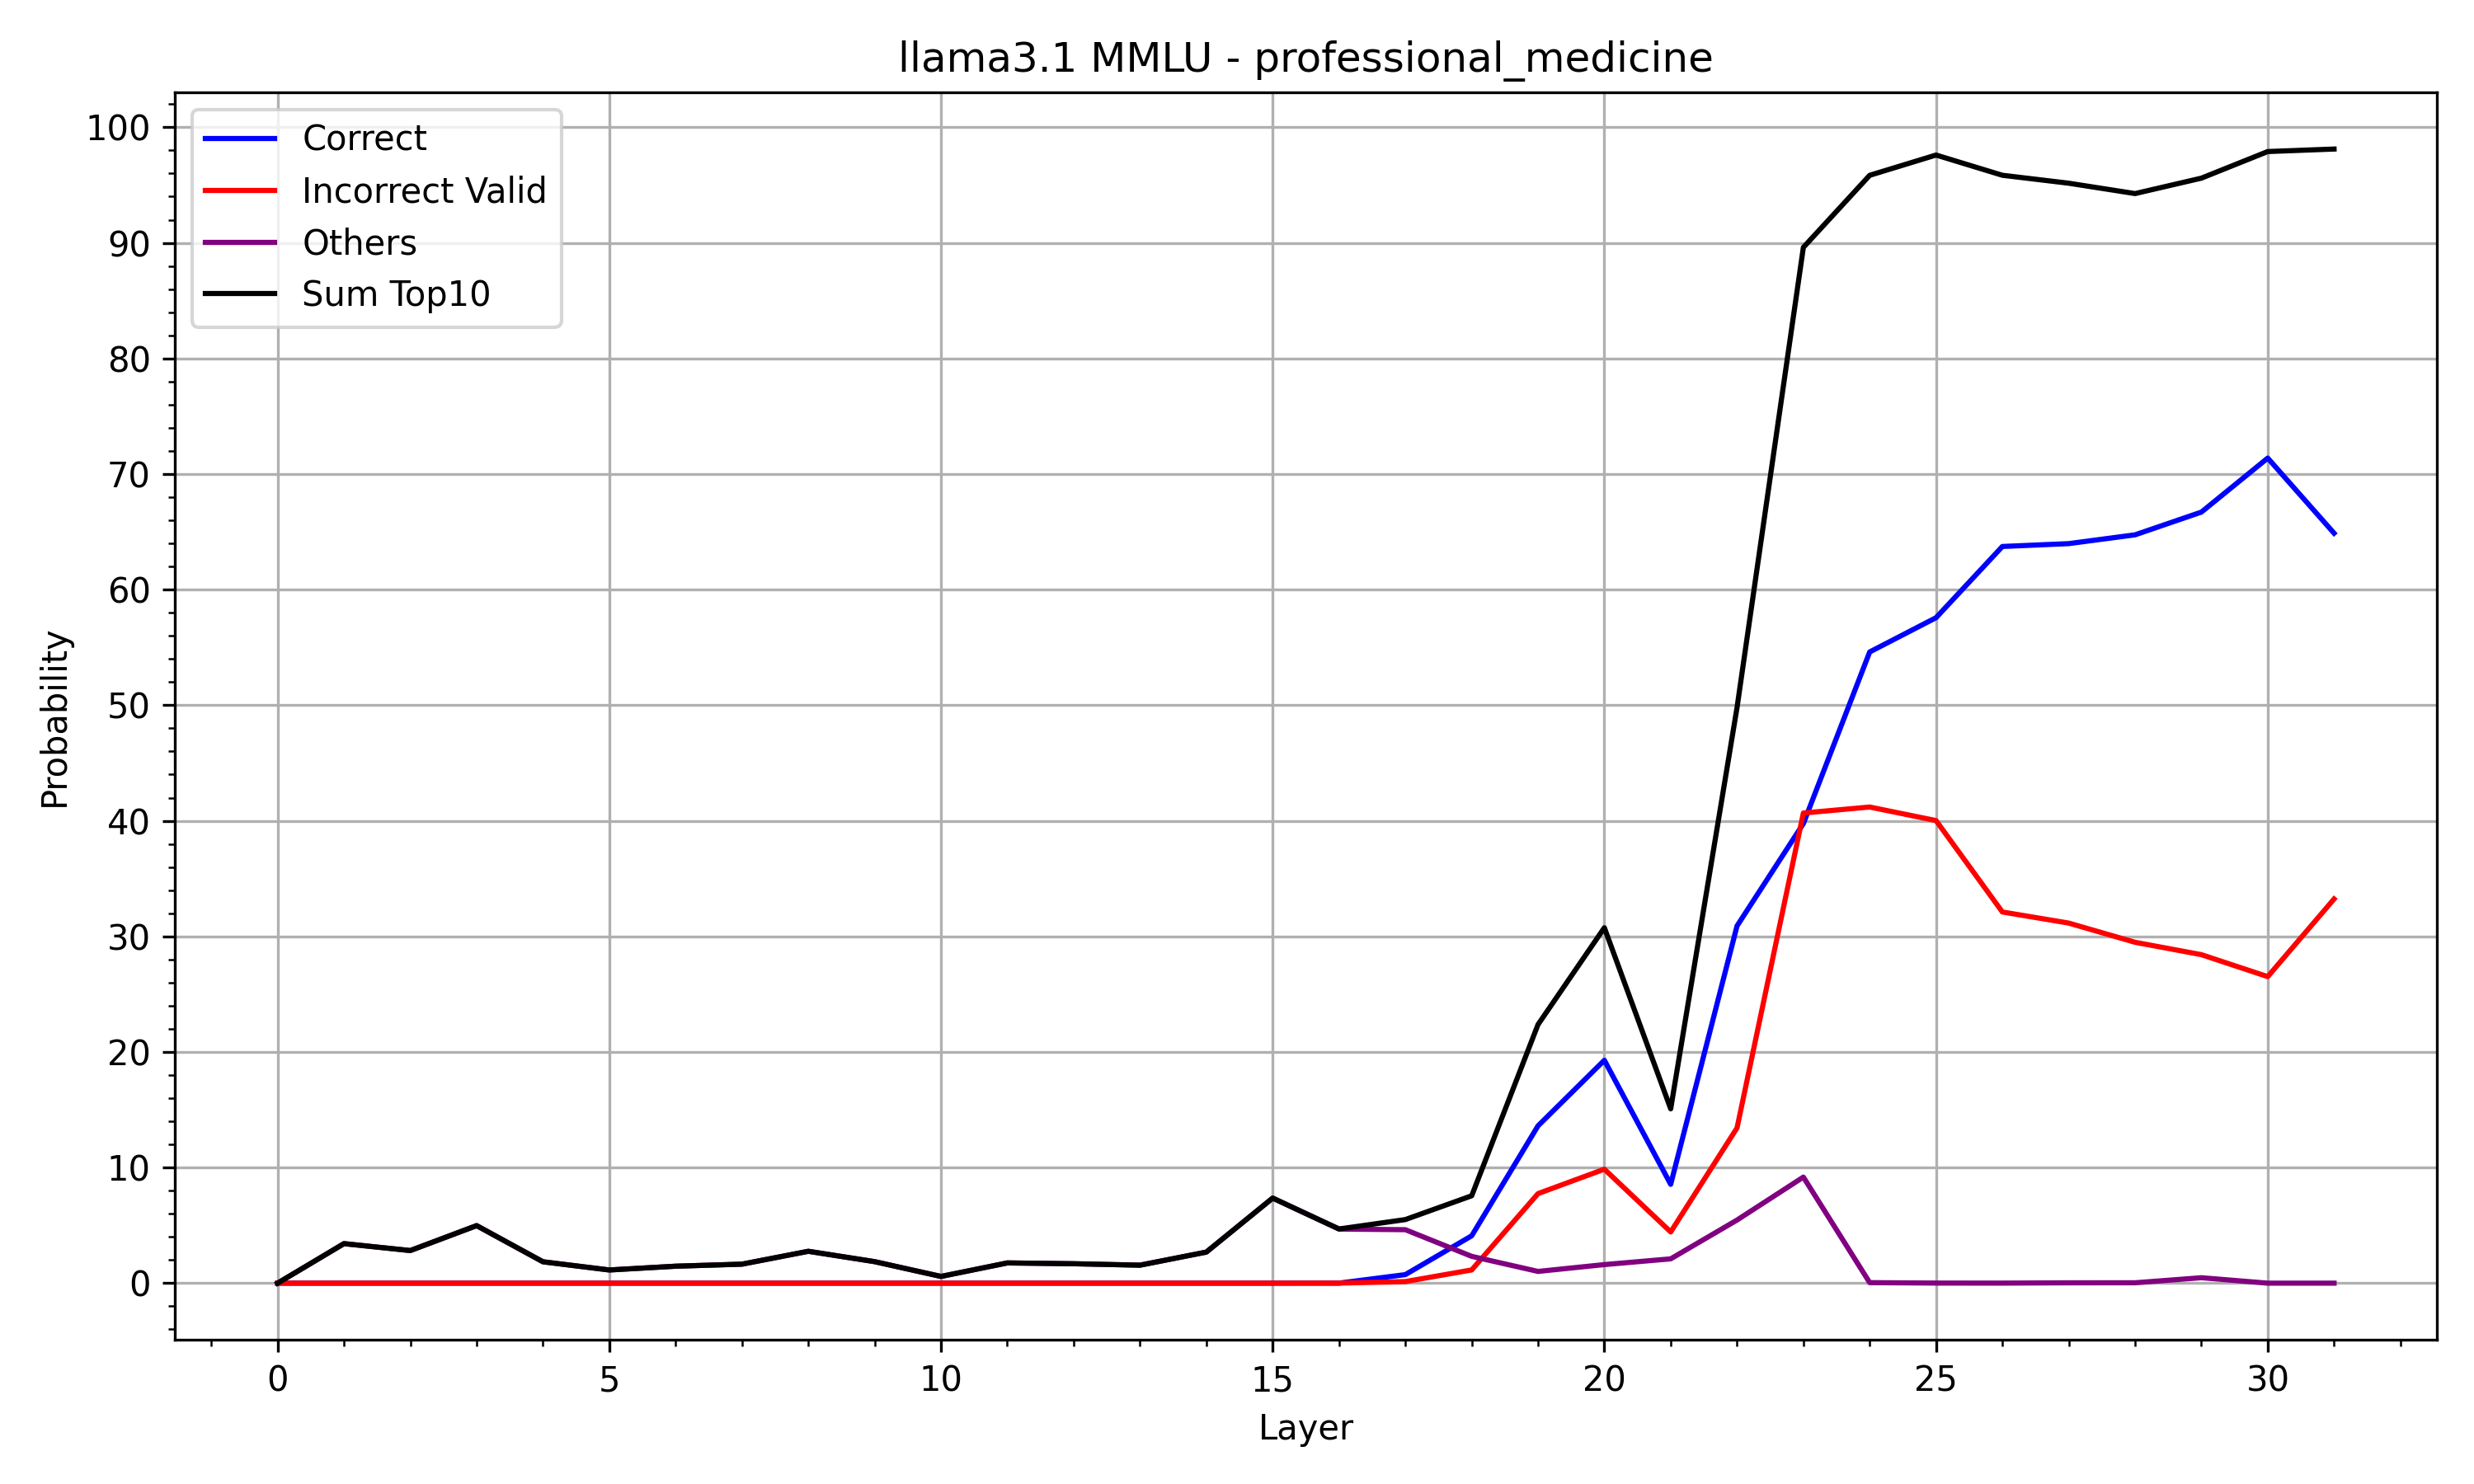 llama3.1 MMLU - professional_medicine
Correct
Incorrect Valid
Others
Sum Top10
100
90
80
70
60
50
40
30
20
10
0
Probability
0 5 10 15 20 25 30
Layer